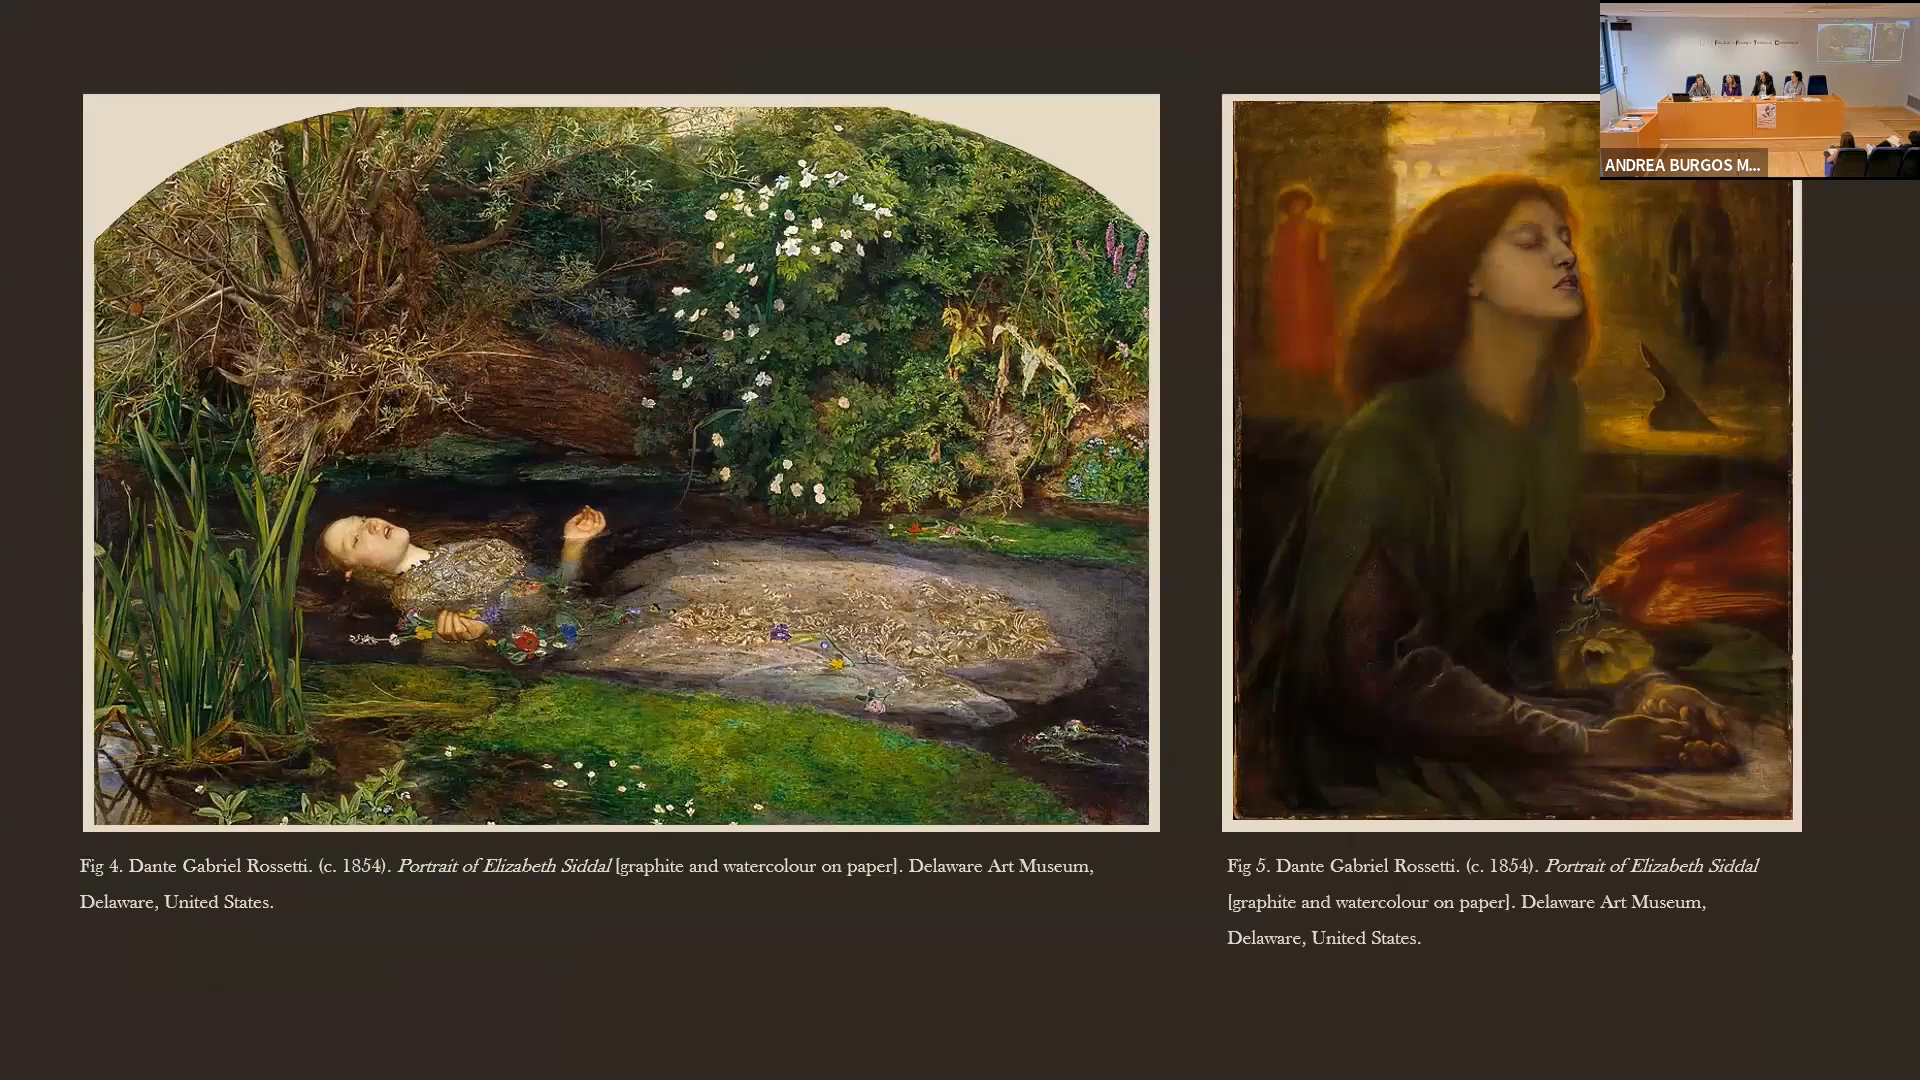 ANDREA BURGOS M...
Fig 4. Dante Gabriel Rossetti. (c. 1854). Portrait of Elizabeth Siddal [graphite and watercolour on paper]. Delaware Art Museum,
Delaware, United States.
Fig 5. Dante Gabriel Rossetti. (c. 1854). Portrait of Elizabeth Siddal
[graphite and watercolour on paper]. Delaware Art Museum,
Delaware, United States.